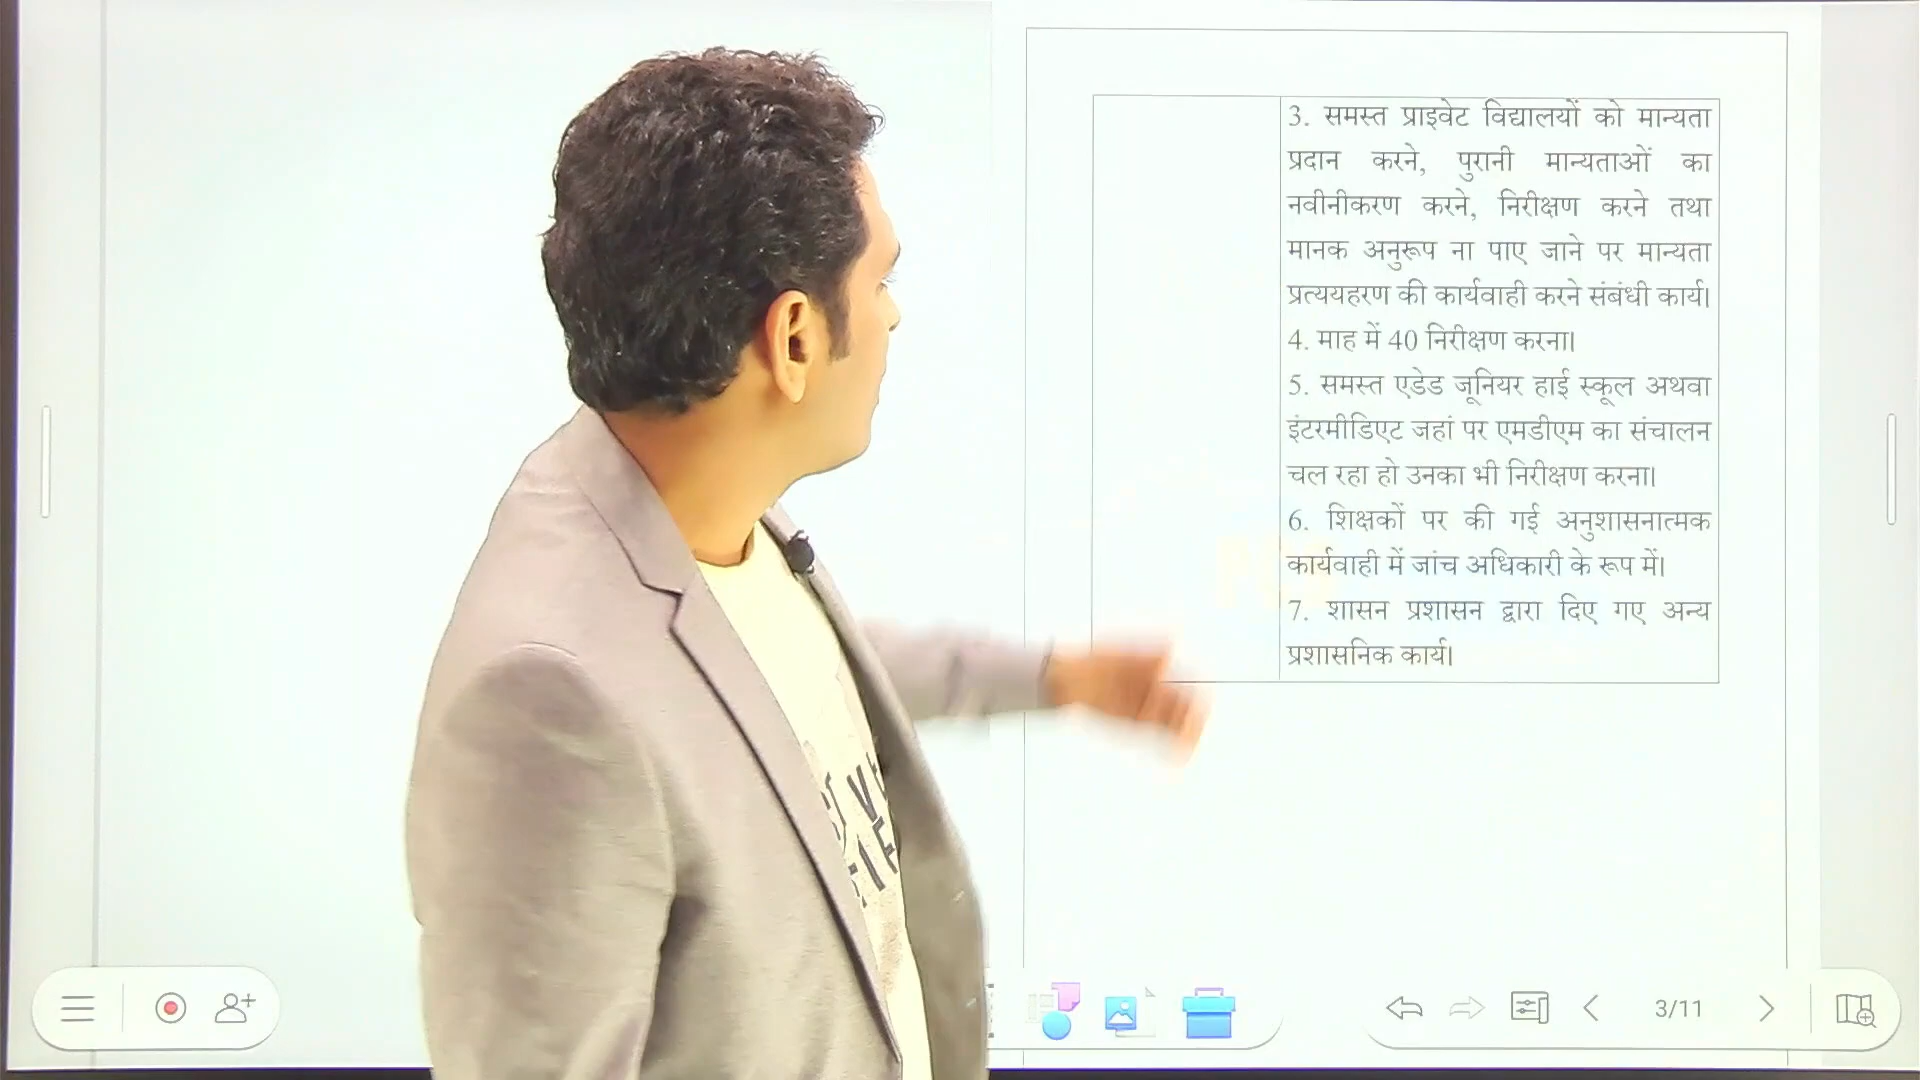 3. समस्त प्राइवेट विद्यालयों को मान्यता
प्रदान करने, पुरानी मान्यताओं का
नवीनीकरण करने, निरीक्षण करने तथा
मानक अनुरूप ना पाए जाने पर मान्यता
प्रत्ययहरण की कार्यवाही करने संबंधी कार्य।
4. माह में 40 निरीक्षण करना।
5. समस्त एडेड जूनियर हाई स्कूल अथवा
इंटरमीडिएट जहां पर एमडीएम का संचालन
चल रहा हो उनका भी निरीक्षण करना।
6. शिक्षकों पर की गई अनुशासनात्मक
कार्यवाही में जांच अधिकारी के रूप में।
7. शासन प्रशासन द्वारा दिए गए अन्य
प्रशासनिक कार्य।
3/11